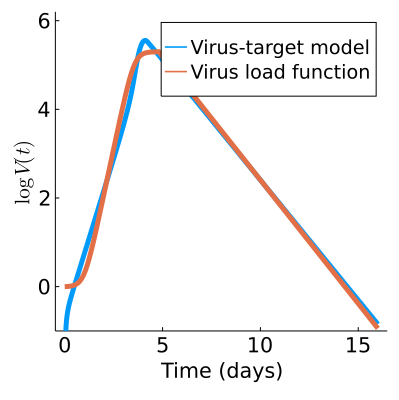 6
Virus-target model
Virus load function
4
log V(t)
2
0
0 5 10 15
Time (days)